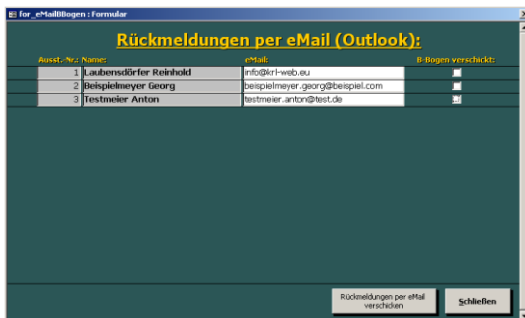 for_eMailBBogen : Formular
Rückmeldungen per eMail (Outlook):
Ausst.-Nr.: Name: eMail: B-Bogen verschickt:
1 Laubensdörfer Reinhold info@krl-web.eu
2 Beispielmeyer Georg beispielmeyer.georg@beispiel.com
3 Testmeier Anton testmeier.anton@test.de
Rückmeldungen per eMail
verschicken
Schließen